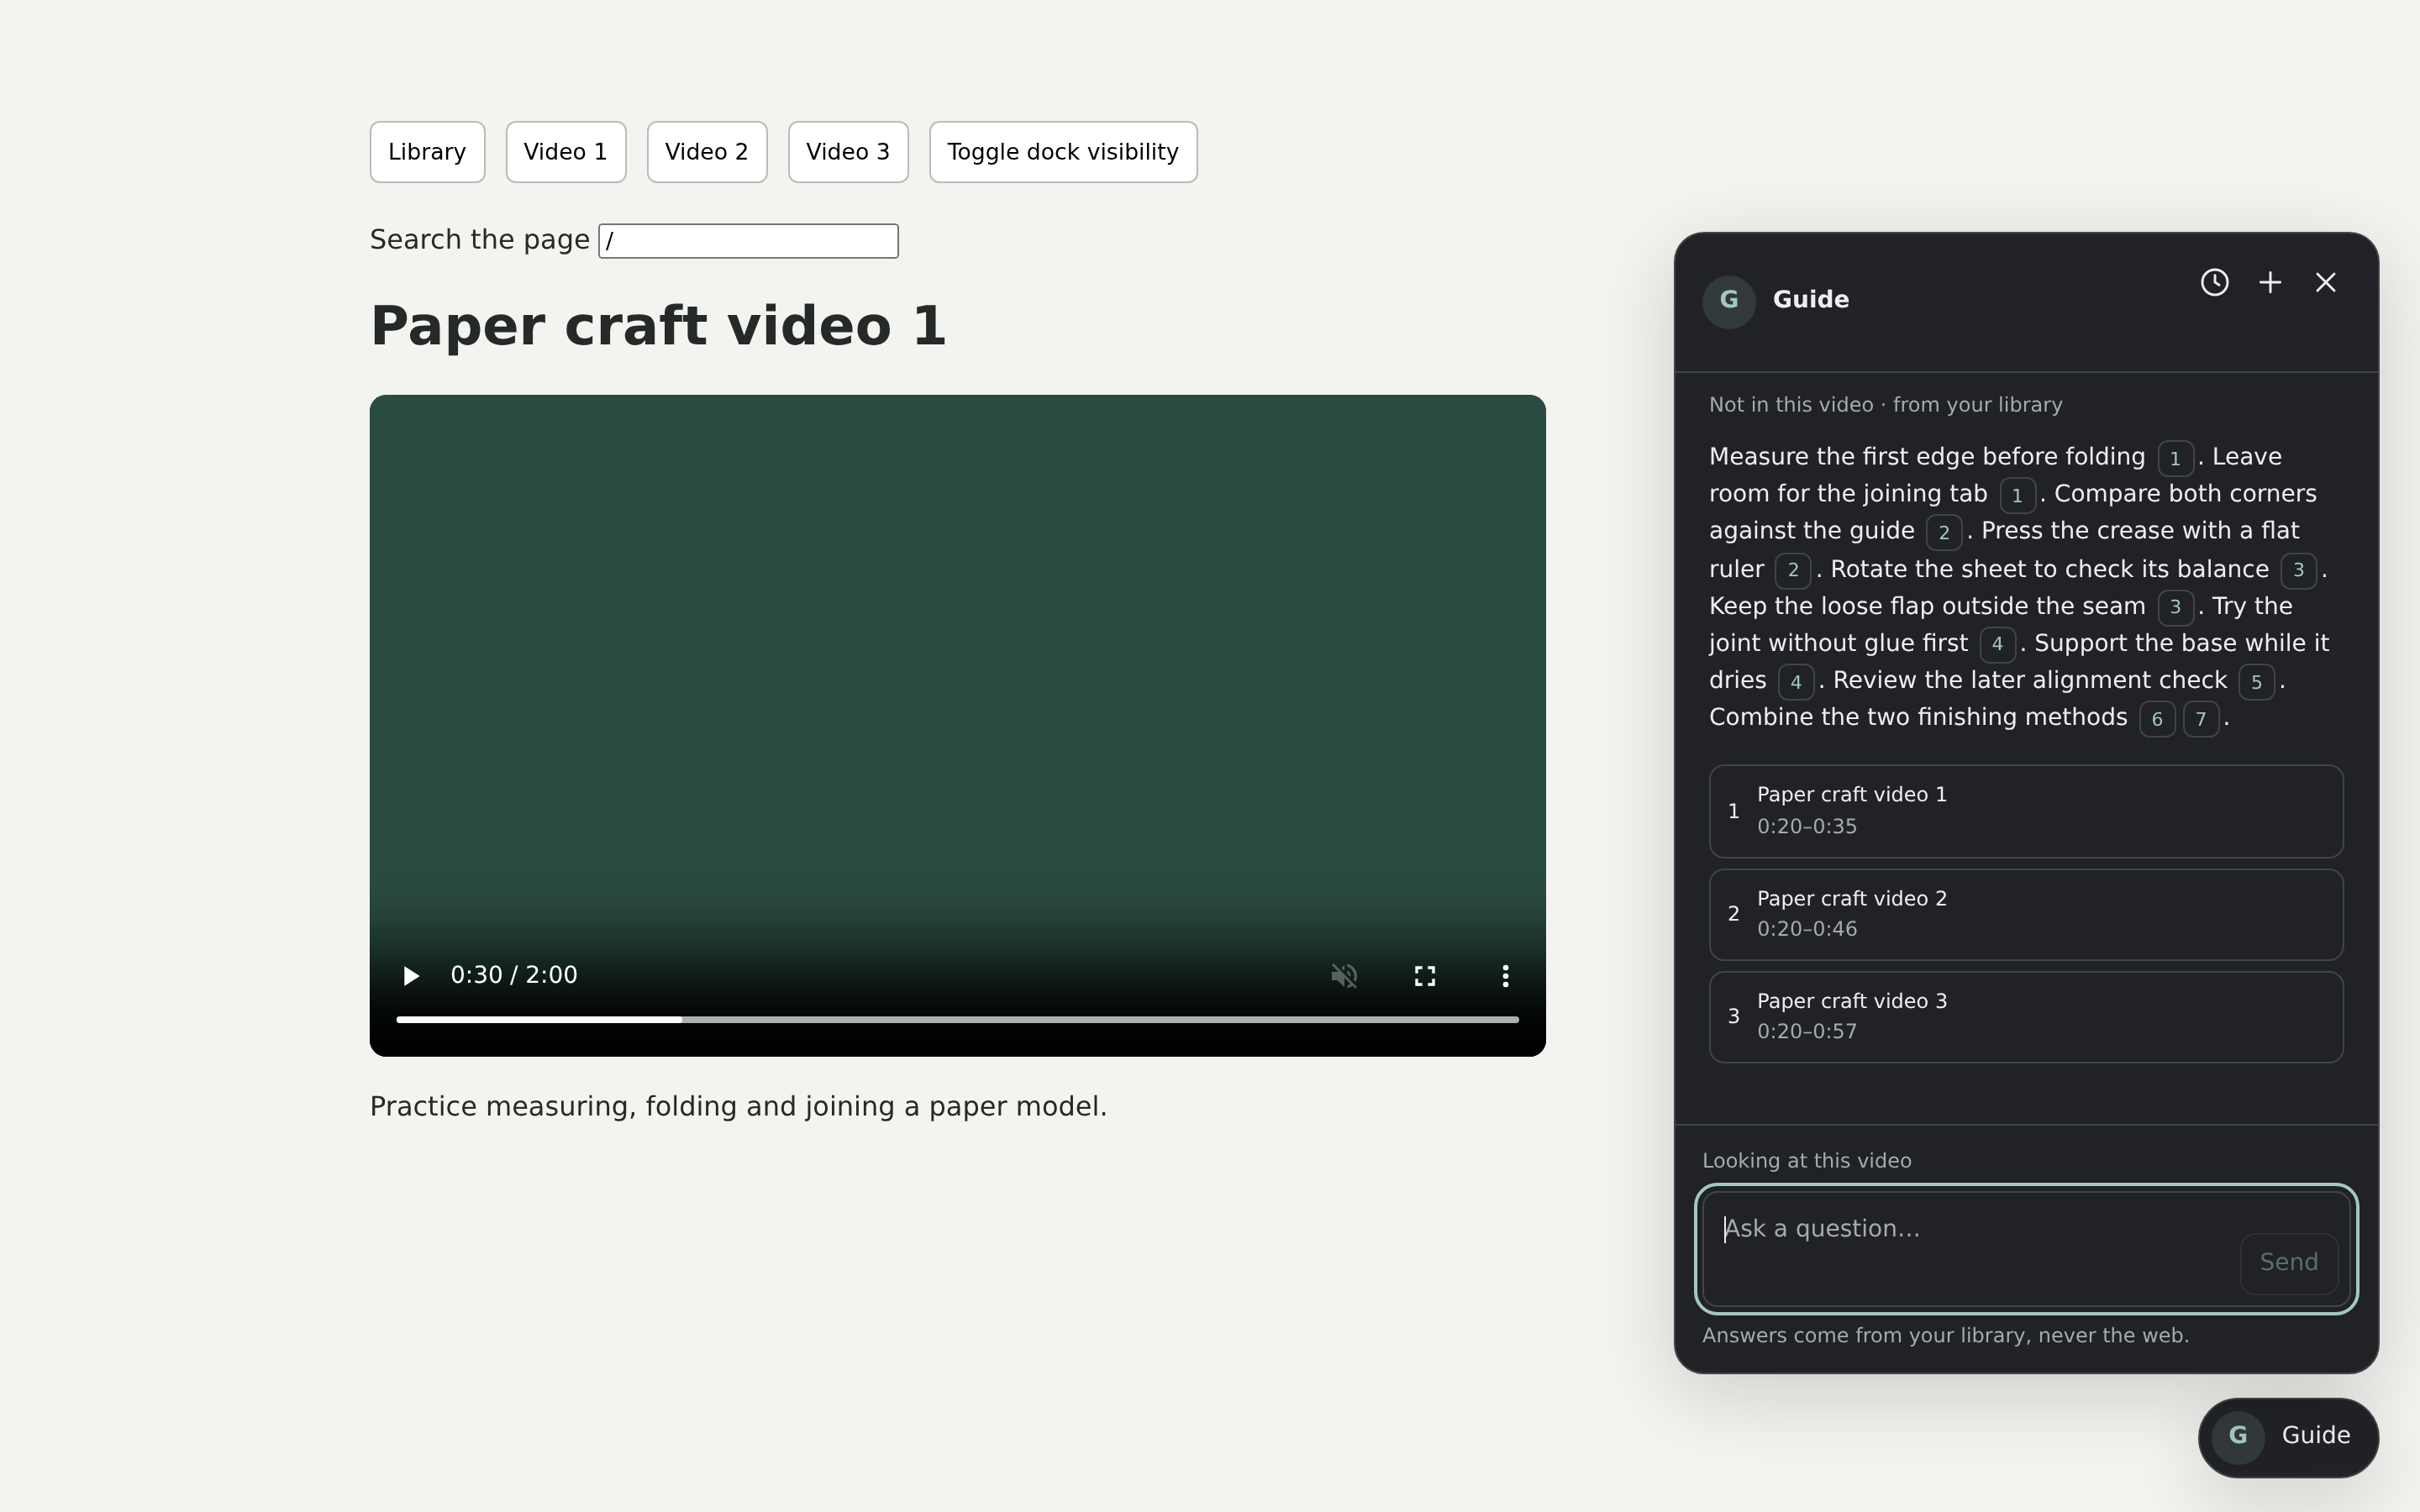 Library Video 1 Video 2 Video 3 Toggle dock visibility
Search the page /
Paper craft video 1
0:30 / 2:00
Practice measuring, folding and joining a paper model.
G Guide
Not in this video · from your library
Measure the first edge before folding 1. Leave
room for the joining tab 1. Compare both corners
against the guide 2. Press the crease with a flat
ruler 2. Rotate the sheet to check its balance 3.
Keep the loose flap outside the seam 3. Try the
joint without glue first 4. Support the base while it
dries 4. Review the later alignment check 5.
Combine the two finishing methods 6 7.
1 Paper craft video 1
0:20–0:35
2 Paper craft video 2
0:20–0:46
3 Paper craft video 3
0:20–0:57
Looking at this video
Ask a question...
Send
Answers come from your library, never the web.
G Guide